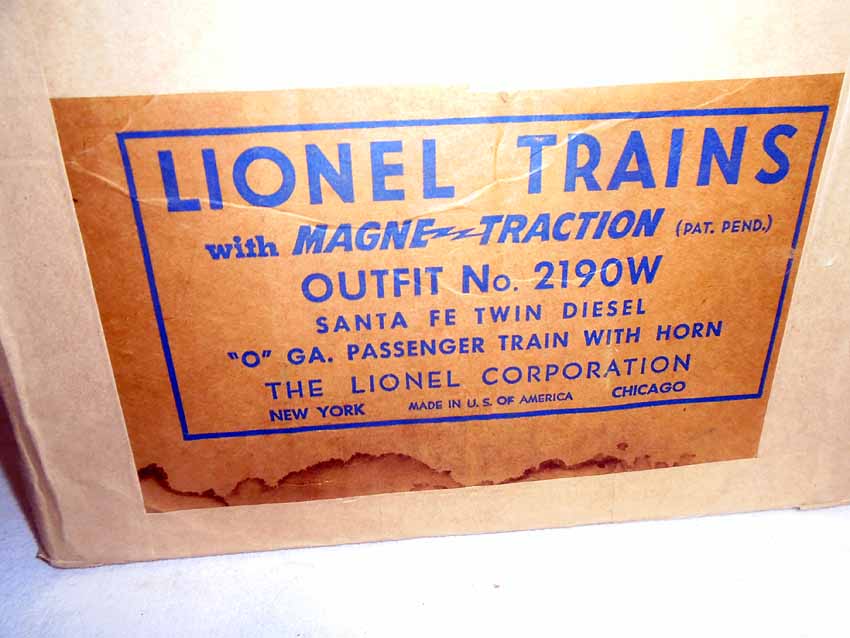 LIONEL TRAINS
with MAGNE-TRACTION (PAT. PEND.)
OUTFIT No. 2190W
SANTA FE TWIN DIESEL
"O" GA. PASSENGER TRAIN WITH HORN
THE LIONEL CORPORATION
NEW YORK MADE IN U.S. OF AMERICA CHICAGO